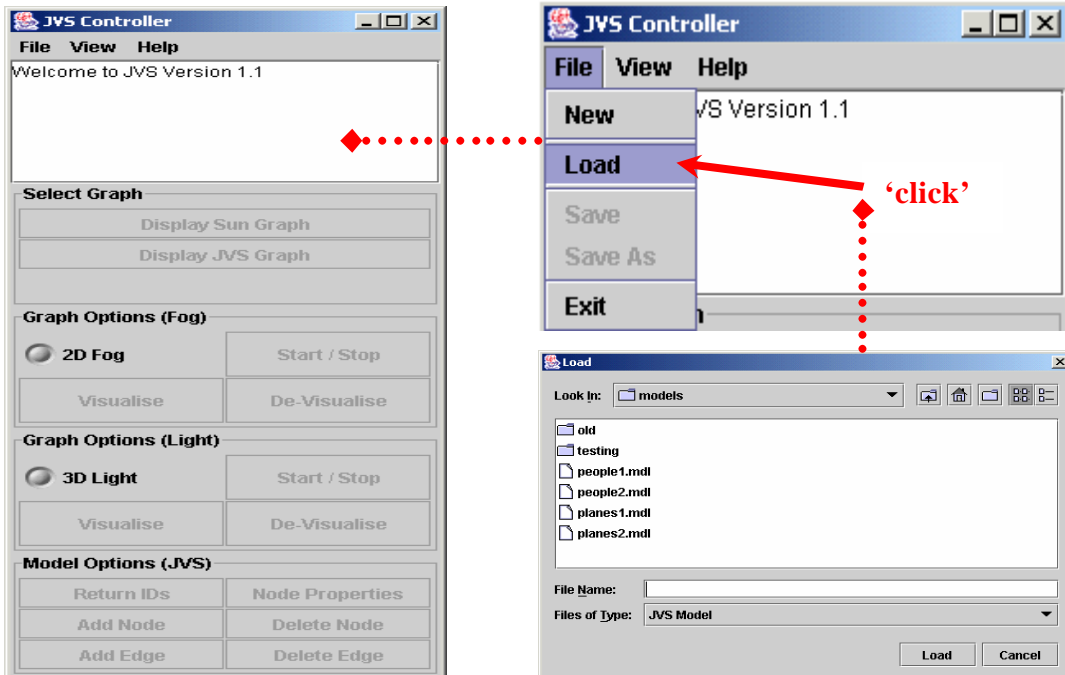 JVS Controller
File View Help
Welcome to JVS Version 1.1
Select Graph
Display Sun Graph
Display JVS Graph
Graph Options (Fog)
2D Fog Start / Stop
Visualise De-Visualise
Graph Options (Light)
3D Light Start / Stop
Visualise De-Visualise
Model Options (JVS)
Return IDs Node Properties
Add Node Delete Node
Add Edge Delete Edge
JVS Controller
File View Help
New
VS Version 1.1
Load
‘click’
Save
Save As
Exit
Load
Look In: models
old
testing
people1.mdl
people2.mdl
planes1.mdl
planes2.mdl
File Name:
Files of Type: JVS Model
Load Cancel